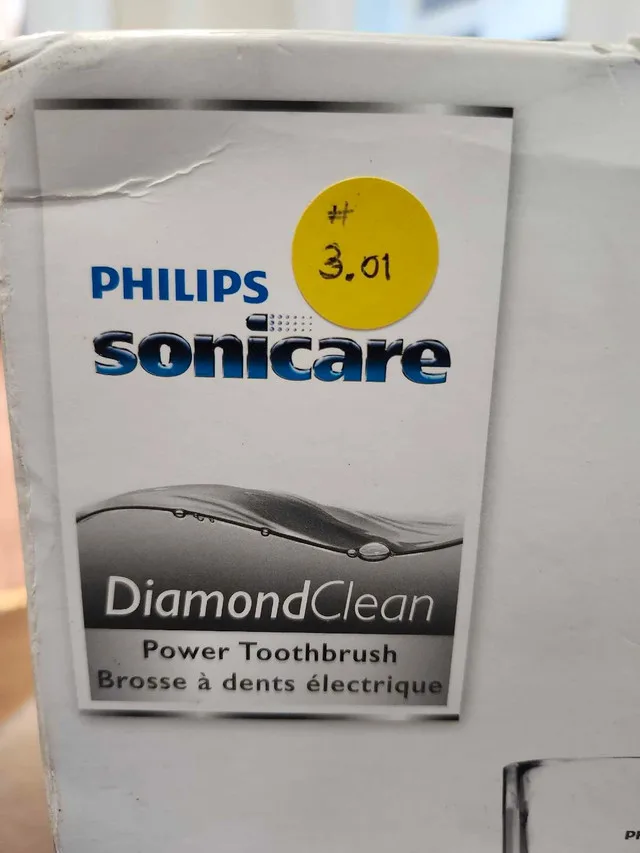 #
3.01
PHILIPS
sonicare
DiamondClean
Power Toothbrush
Brosse à dents électrique